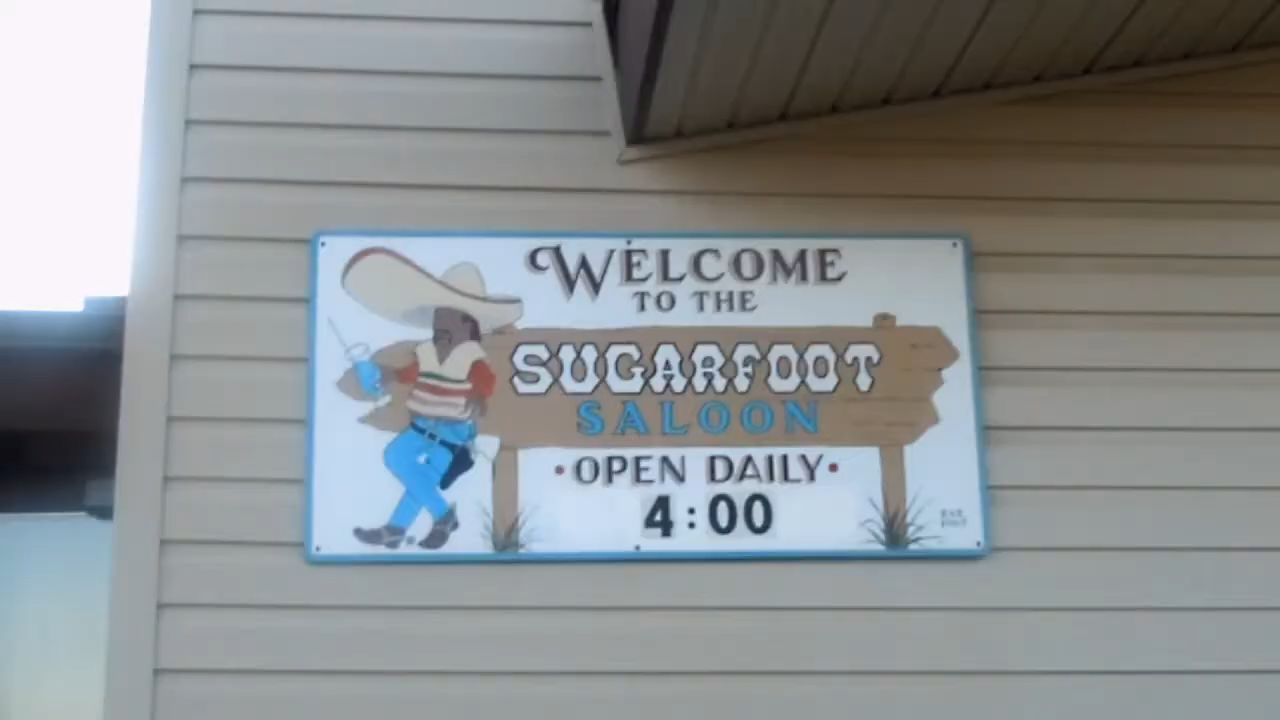 WELCOME
TO THE
SUGARFOOT
SALOON
•OPEN DAILY•
4:00